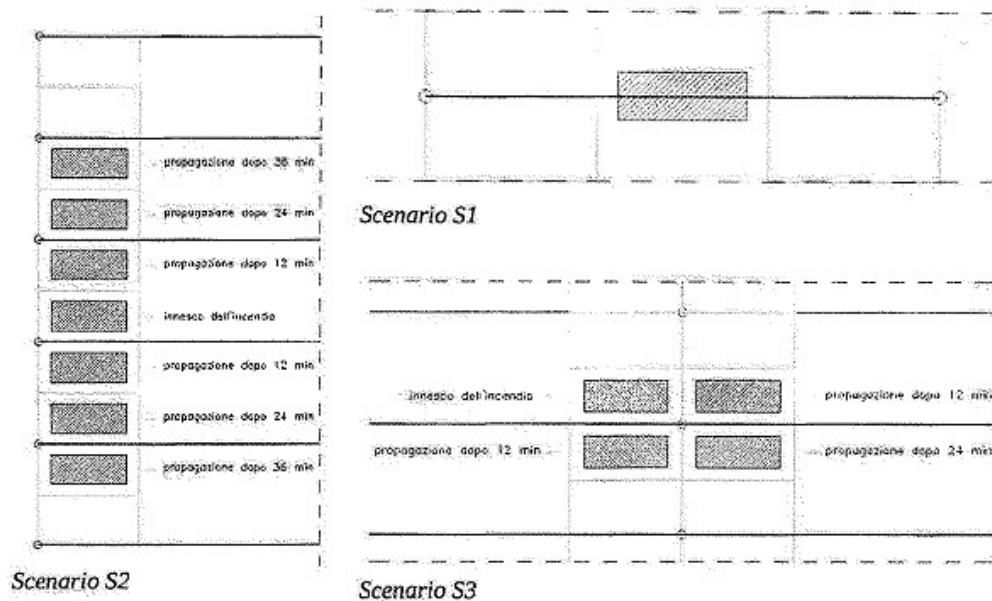 propagazione dopo 36 min
propagazione dopo 24 min
propagazione dopo 12 min
innesco dell'incendio
propagazione dopo 12 min
propagazione dopo 24 min
propagazione dopo 36 min
Scenario S2
Scenario S1
innesco dell'incendio
propagazione dopo 12 min
propagazione dopo 12 min
propagazione dopo 24 min
Scenario S3